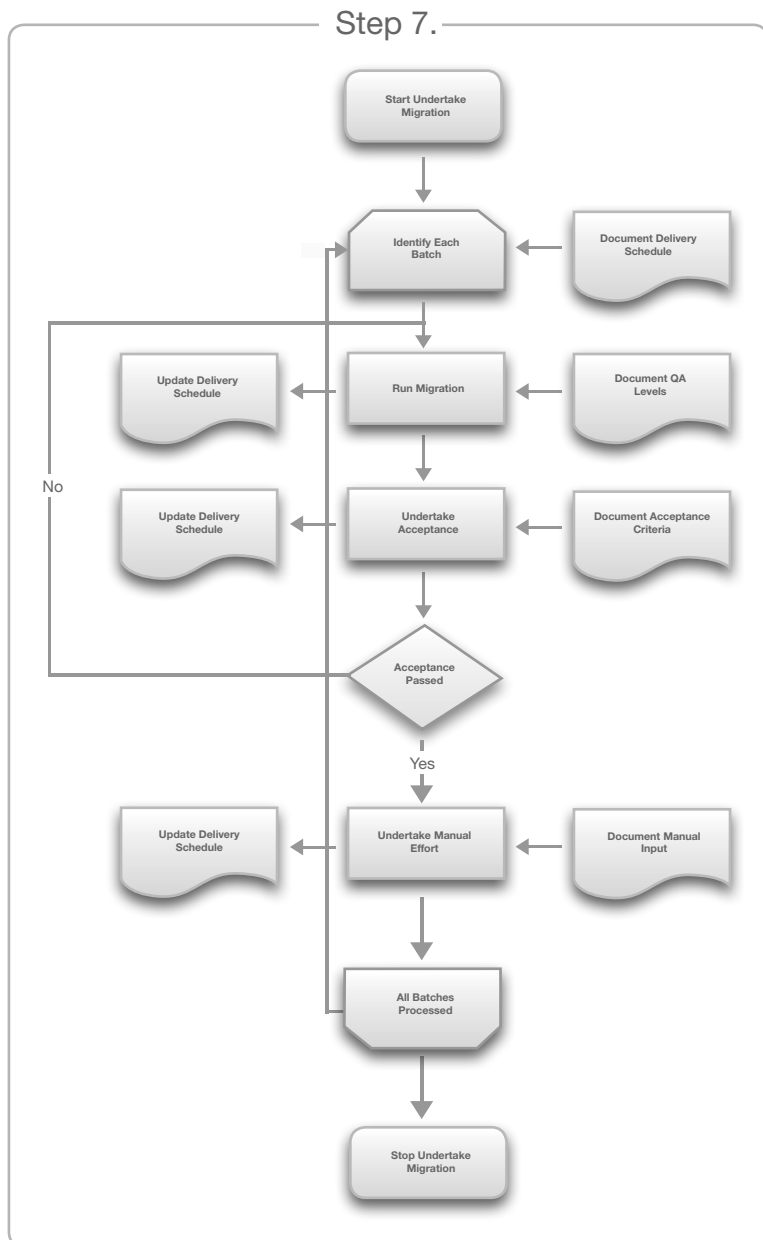 Step 7.
Start Undertake
Migration
Identify Each
Batch
Document Delivery
Schedule
Update Delivery
Schedule
Run Migration
Document QA
Levels
No
Update Delivery
Schedule
Undertake
Acceptance
Document Acceptance
Criteria
Acceptance
Passed
Yes
Update Delivery
Schedule
Undertake Manual
Effort
Document Manual
Input
All Batches
Processed
Stop Undertake
Migration